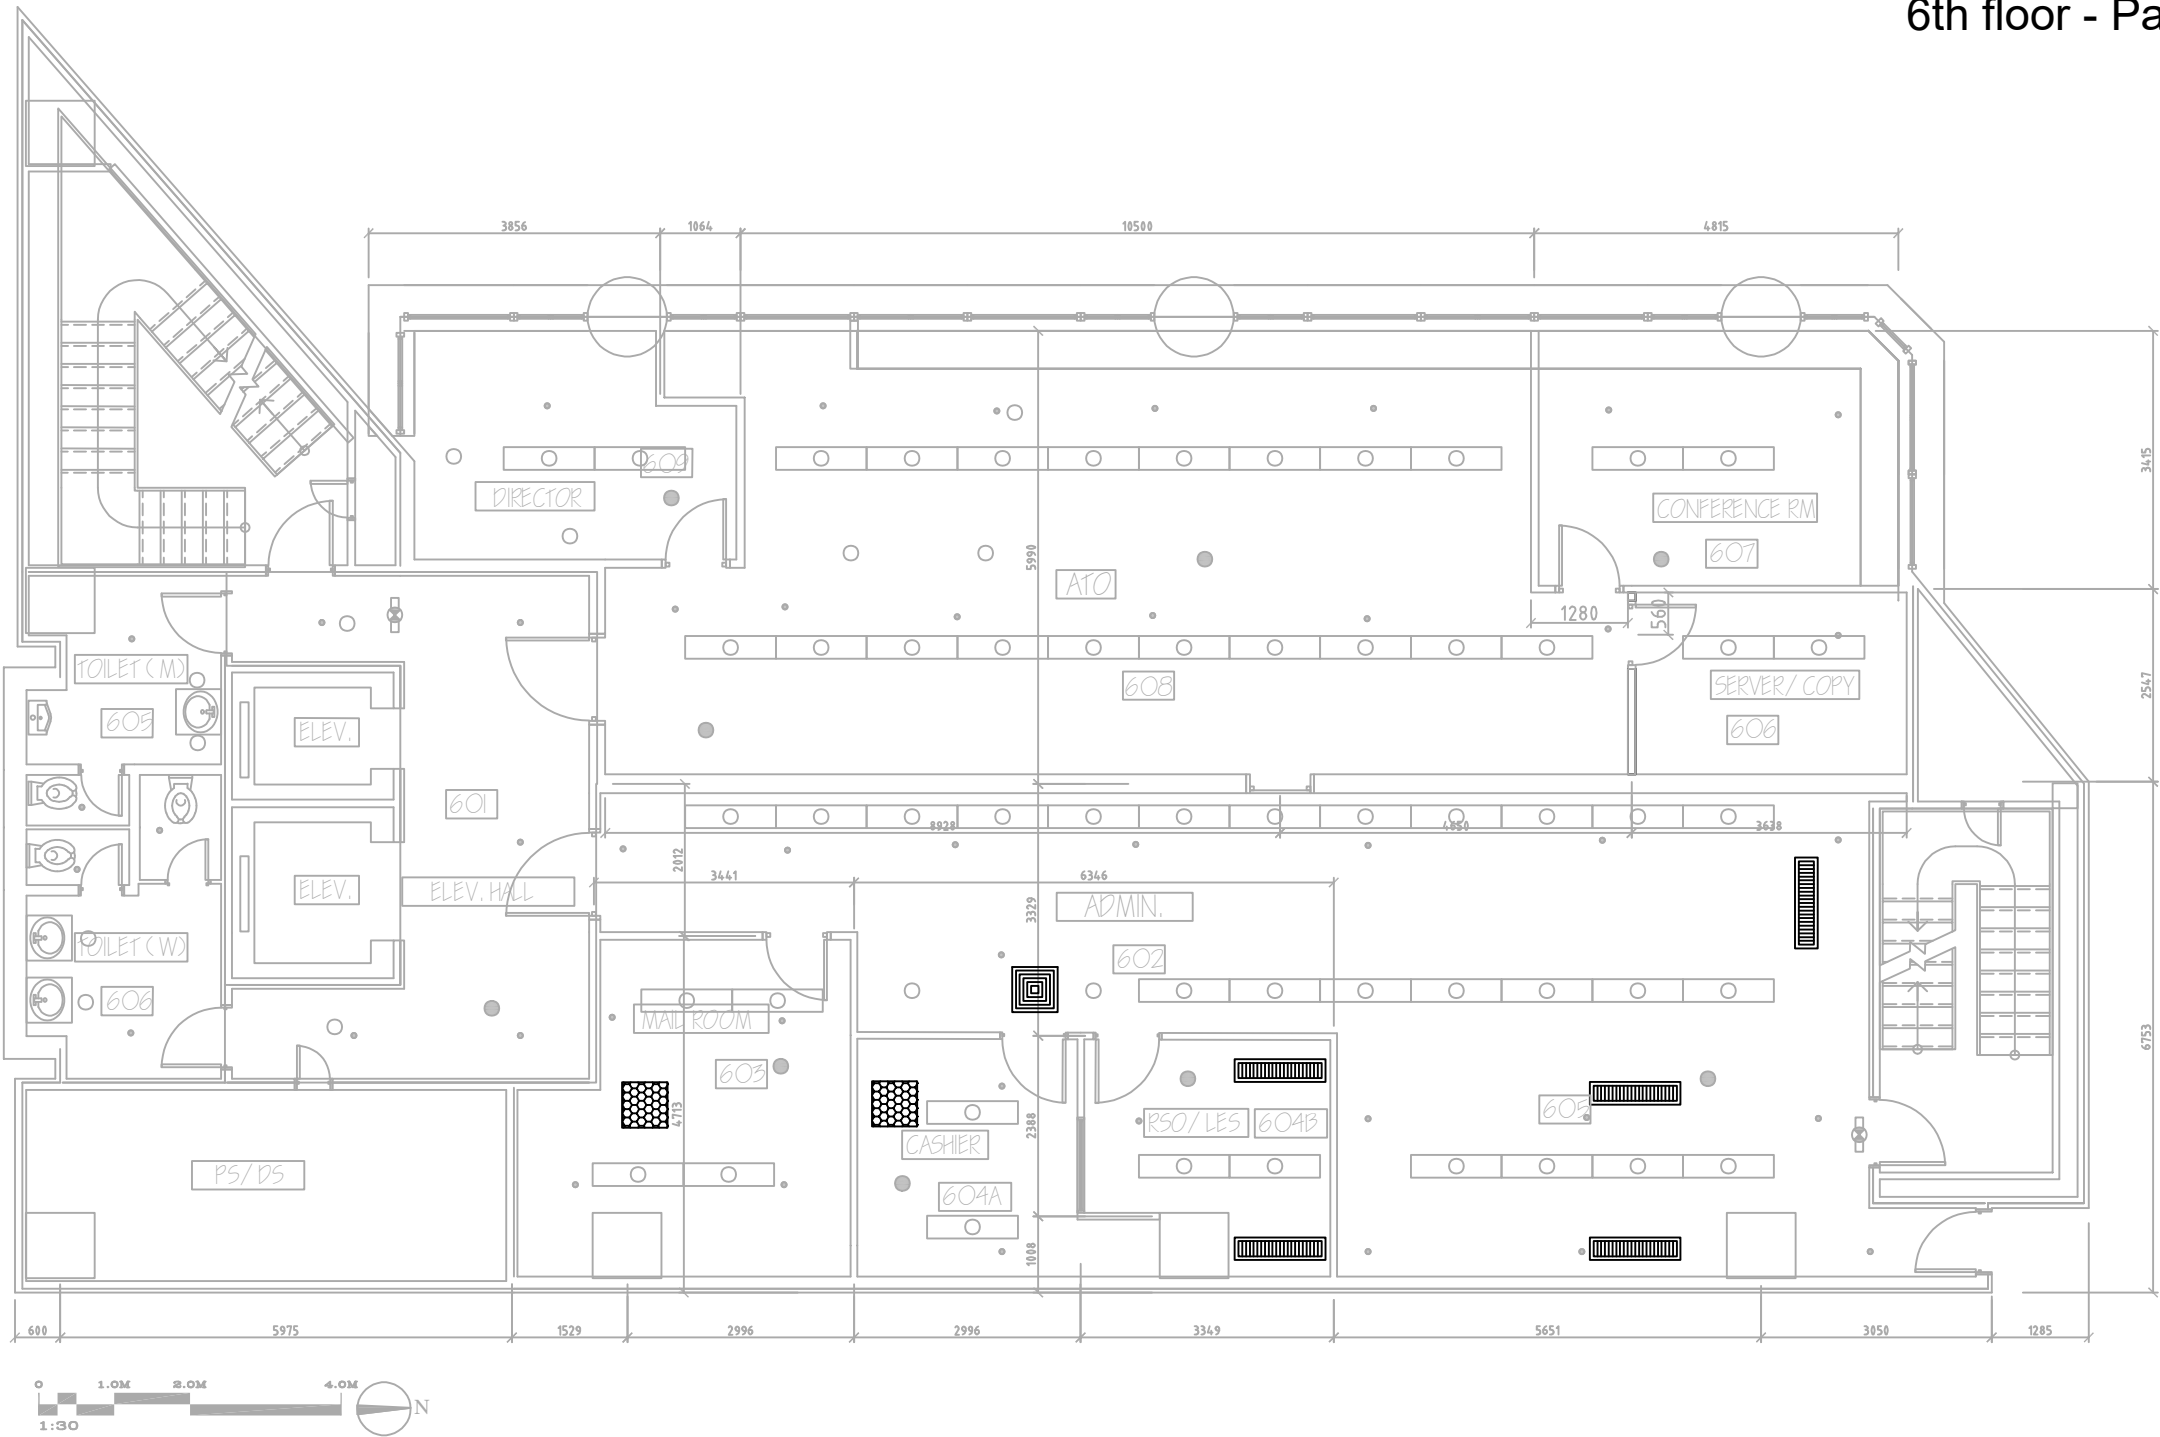 6th floor - Pa
3856
1064
10500
4815
609
DIRECTOR
CONFERENCE RM
607
ATO
5990
3415
1280
560
TOILET (M)
605
ELEV.
608
SERVER/ COPY
606
2547
601
8928
4650
3638
2012
3441
6346
ELEV.
ELEV. HALL
3329
ADMIN.
TOILET (W)
602
606
MAIL ROOM
603
4713
2388
CASHIER
RSO/ LES
604B
605
6753
PS/ DS
604A
1008
600
5975
1529
2996
2996
3349
5651
3050
1285
0 1.0M 2.0M 4.0M
1:30
N